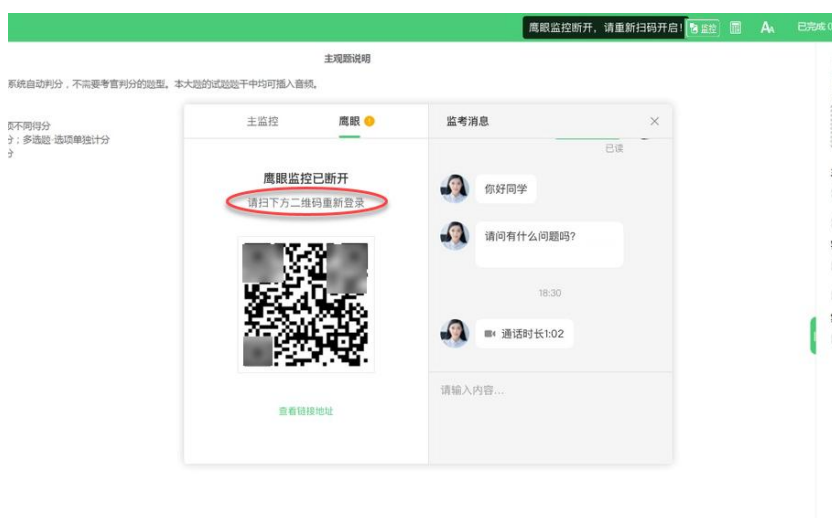 鹰眼监控断开，请重新扫码开启！
监控
已完成 0
主观题说明
系统自动判分，不需要考官判分的题型。本大题的试题题干中均可插入音频。
页不同得分
分；多选题-选项单独计分
分
主监控
鹰眼
监考消息
已读
鹰眼监控已断开
请扫下方二维码重新登录
你好同学
请问有什么问题吗?
18:30
通话时长1:02
请输入内容...
查看链接地址